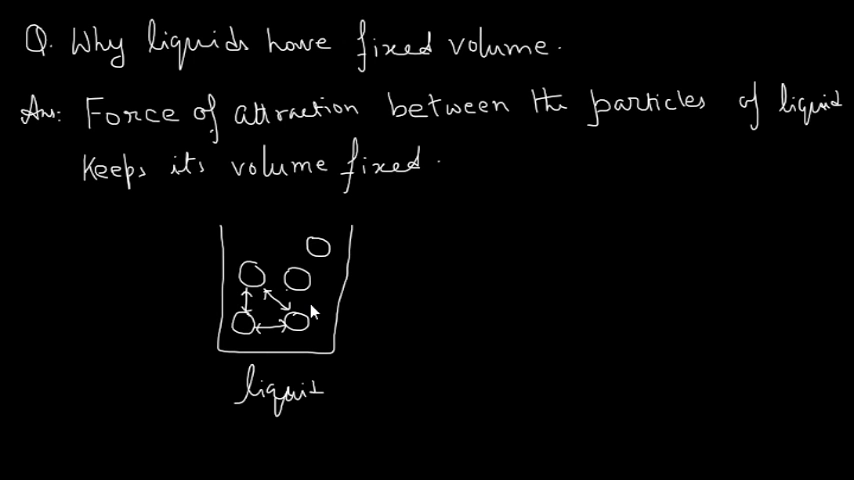 Q. Why liquids have fixed volume.
Ans: Force of attraction between the particles of liquid
keeps its volume fixed.
liquid